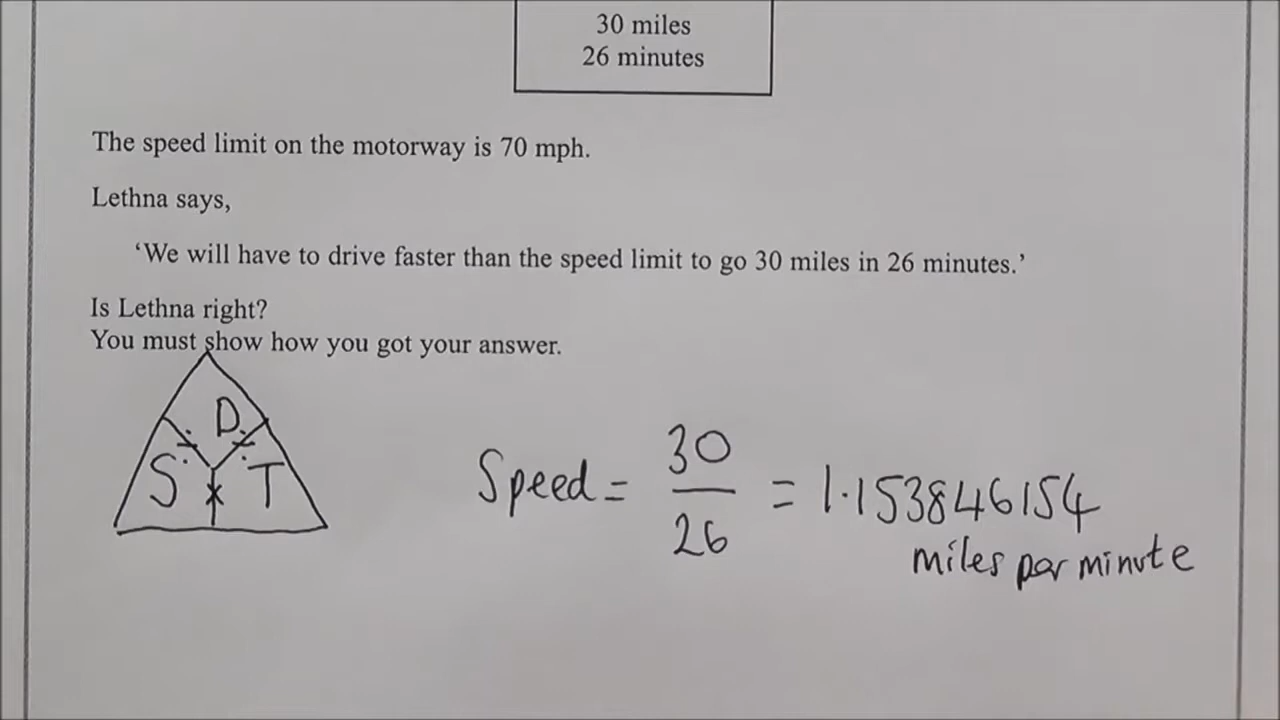 30 miles
26 minutes
The speed limit on the motorway is 70 mph.
Lethna says,
‘We will have to drive faster than the speed limit to go 30 miles in 26 minutes.’
Is Lethna right?
You must show how you got your answer.
D
S × T
÷ ÷
Speed = 30/26 = 1.153846154
miles per minute